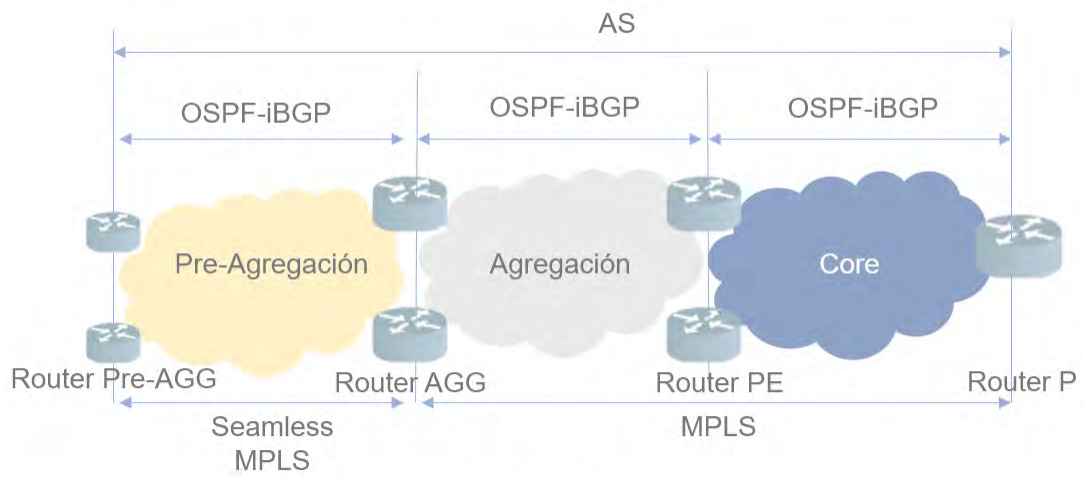 AS
OSPF-iBGP
OSPF-iBGP
OSPF-iBGP
Pre-Agregación
Agregación
Core
Router Pre-AGG
Router AGG
Router PE
Router P
Seamless
MPLS
MPLS